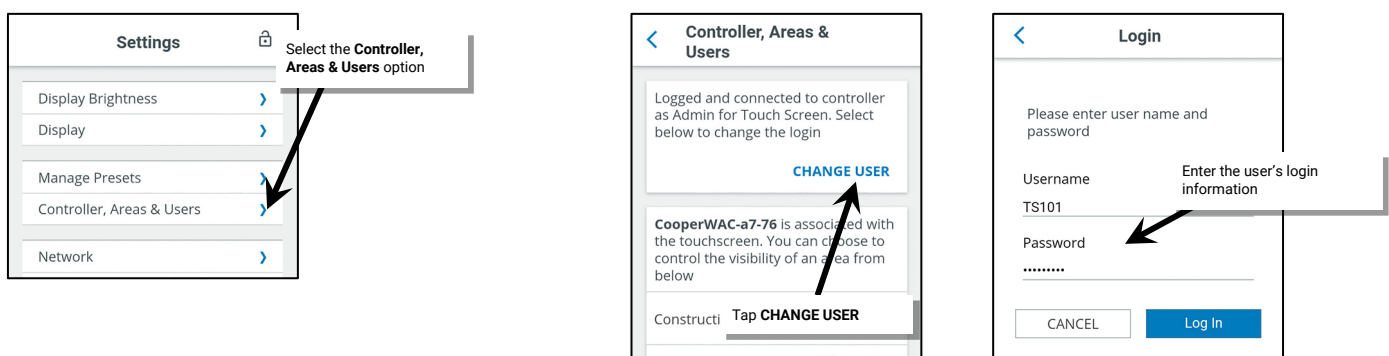 Settings
Select the Controller,
Areas & Users option
Display Brightness
Display
Manage Presets
Controller, Areas & Users
Network
Controller, Areas &
Users
Logged and connected to controller
as Admin for Touch Screen. Select
below to change the login
CHANGE USER
CooperWAC-a7-76 is associated with
the touchscreen. You can choose to
control the visibility of an area from
below
Constructi
Tap CHANGE USER
Login
Please enter user name and
password
Enter the user's login
information
Username
TS101
Password
•••••••••
CANCEL
Log In